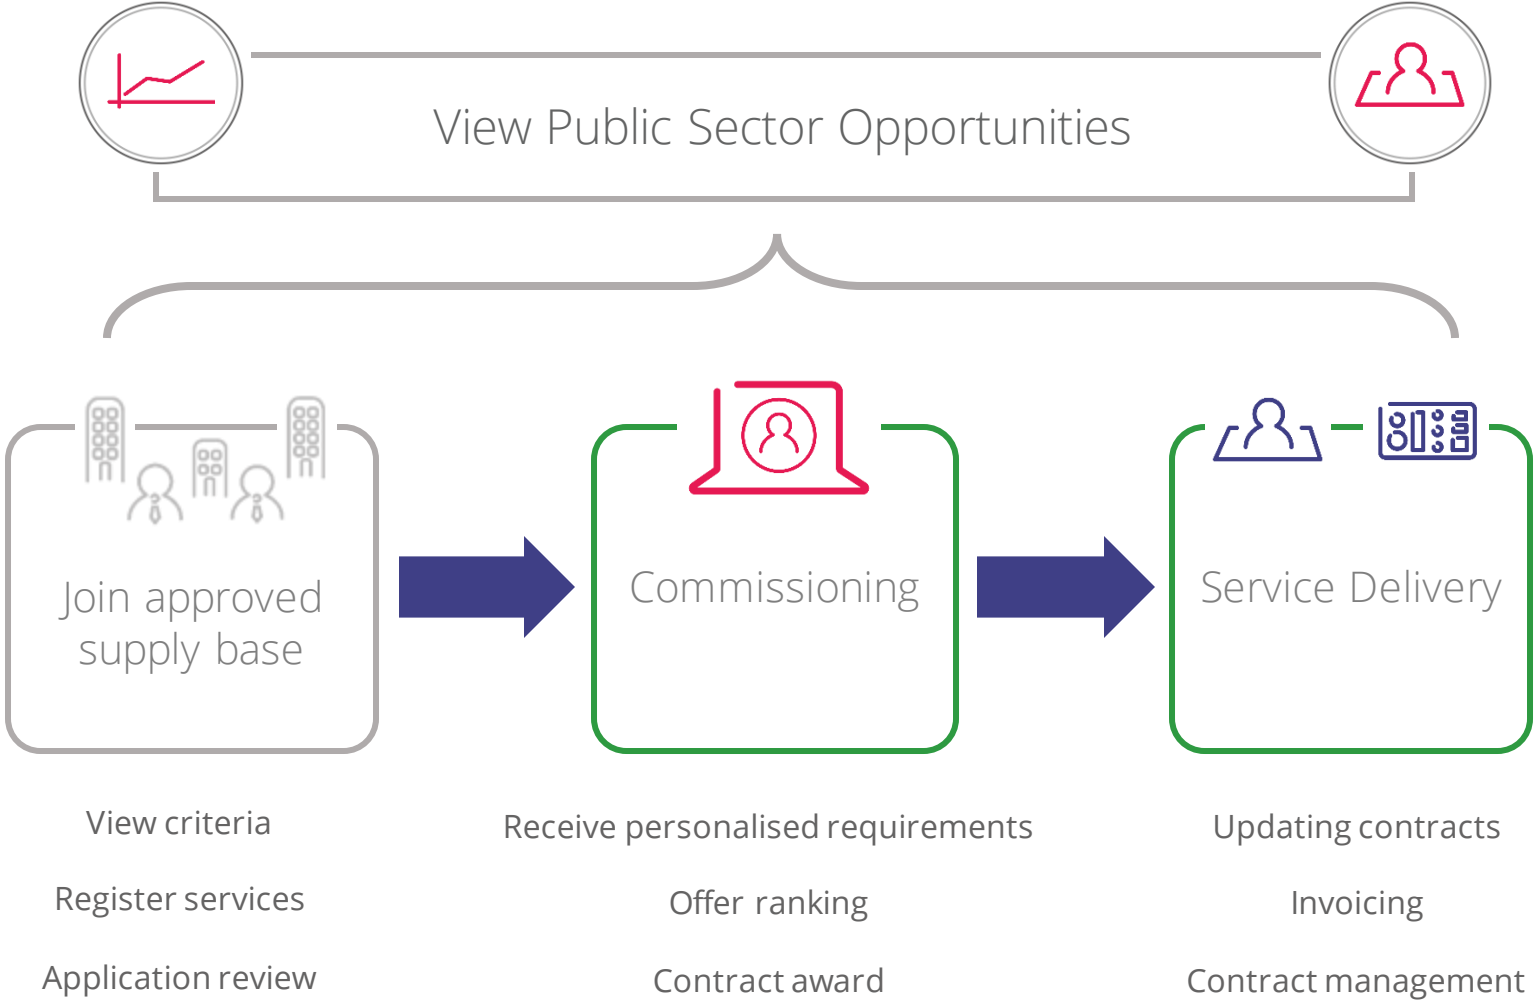 View Public Sector Opportunities
Join approved
supply base
Commissioning
Service Delivery
View criteria
Register services
Application review
Receive personalised requirements
Offer ranking
Contract award
Updating contracts
Invoicing
Contract management